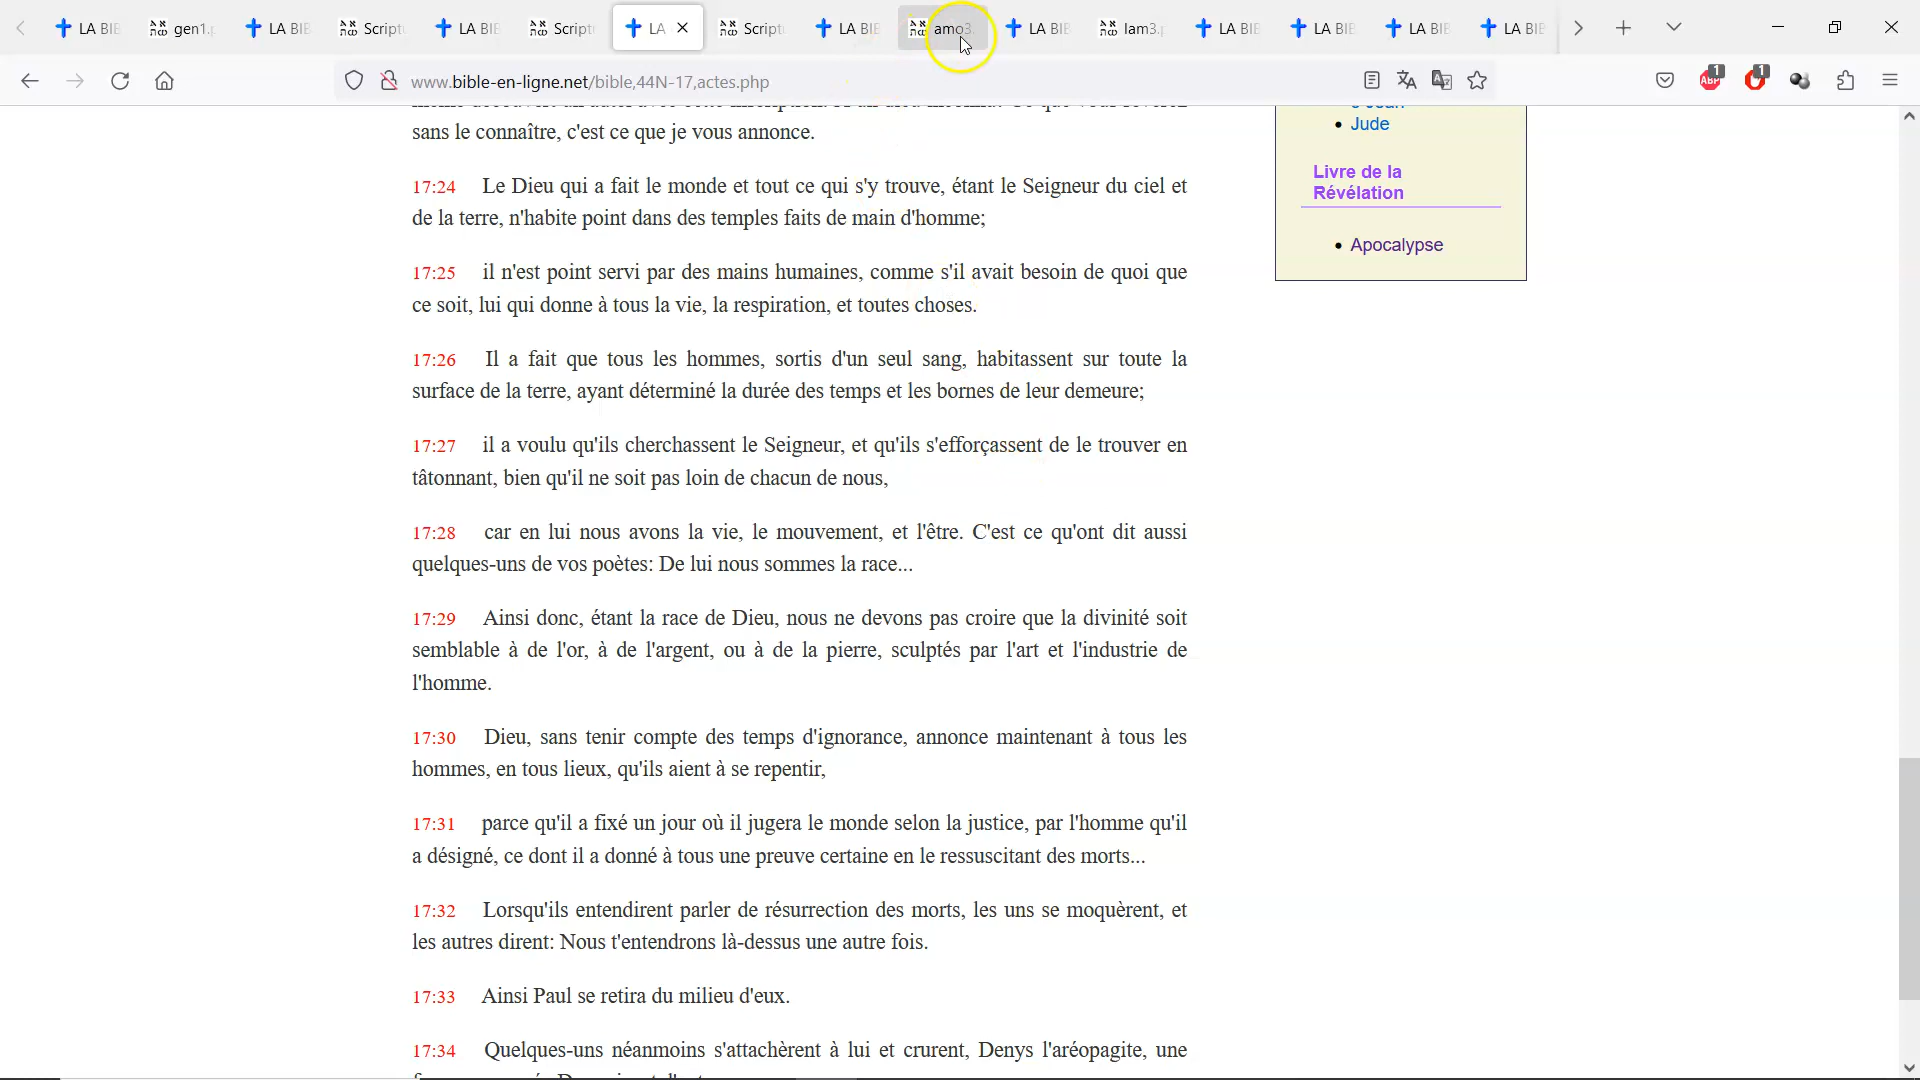 LA BIB gen1.p LA BIB Script LA BIB Script LA Script LA BIB amo3. LA BIB lam3.p LA BIB LA BIB LA BIB LA BIB
www.bible-en-ligne.net/bible,44N-17,actes.php
ABP 1 1
sans le connaître, c'est ce que je vous annonce.
17:24 Le Dieu qui a fait le monde et tout ce qui s'y trouve, étant le Seigneur du ciel et
de la terre, n'habite point dans des temples faits de main d'homme;
17:25 il n'est point servi par des mains humaines, comme s'il avait besoin de quoi que
ce soit, lui qui donne à tous la vie, la respiration, et toutes choses.
17:26 Il a fait que tous les hommes, sortis d'un seul sang, habitassent sur toute la
surface de la terre, ayant déterminé la durée des temps et les bornes de leur demeure;
17:27 il a voulu qu'ils cherchassent le Seigneur, et qu'ils s'efforçassent de le trouver en
tâtonnant, bien qu'il ne soit pas loin de chacun de nous,
17:28 car en lui nous avons la vie, le mouvement, et l'être. C'est ce qu'ont dit aussi
quelques-uns de vos poètes: De lui nous sommes la race...
17:29 Ainsi donc, étant la race de Dieu, nous ne devons pas croire que la divinité soit
semblable à de l'or, à de l'argent, ou à de la pierre, sculptés par l'art et l'industrie de
l'homme.
17:30 Dieu, sans tenir compte des temps d'ignorance, annonce maintenant à tous les
hommes, en tous lieux, qu'ils aient à se repentir,
17:31 parce qu'il a fixé un jour où il jugera le monde selon la justice, par l'homme qu'il
a désigné, ce dont il a donné à tous une preuve certaine en le ressuscitant des morts...
17:32 Lorsqu'ils entendirent parler de résurrection des morts, les uns se moquèrent, et
les autres dirent: Nous t'entendrons là-dessus une autre fois.
17:33 Ainsi Paul se retira du milieu d'eux.
17:34 Quelques-uns néanmoins s'attachèrent à lui et crurent, Denys l'aréopagite, une
Jude
Livre de la
Révélation
Apocalypse